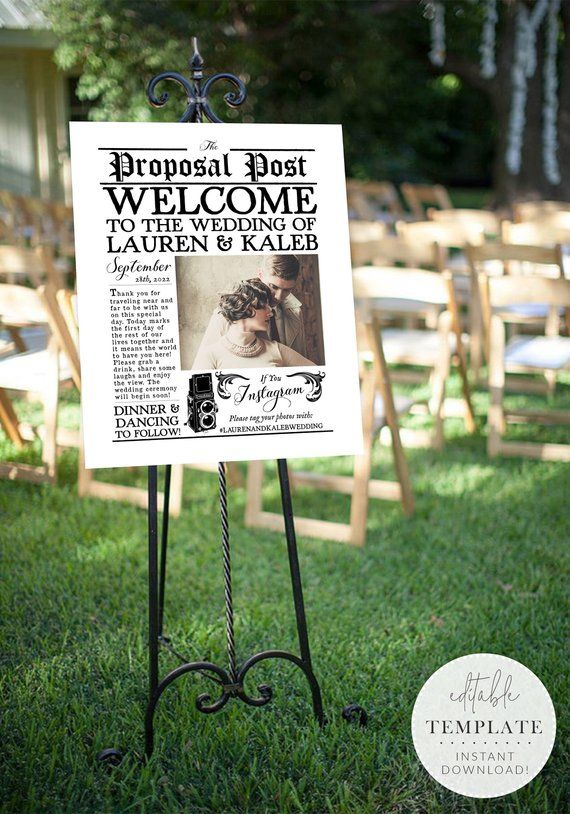 The
Proposal Post
WELCOME
TO THE WEDDING OF
LAUREN & KALEB
September
28th, 2022
Thank you for
traveling near and
far to be with us
on this special
day. Today marks
the first day of
the rest of our
lives together and
it means the world
to have you here!
Please grab a
drink, share some
laughs and enjoy
the view. The
wedding ceremony
will begin soon!
DINNER &
DANCING
TO FOLLOW!
If You
Instagram
Please tag your photos with:
#LAURENANDKALEBWEDDING
editable
TEMPLATE
INSTANT
DOWNLOAD!